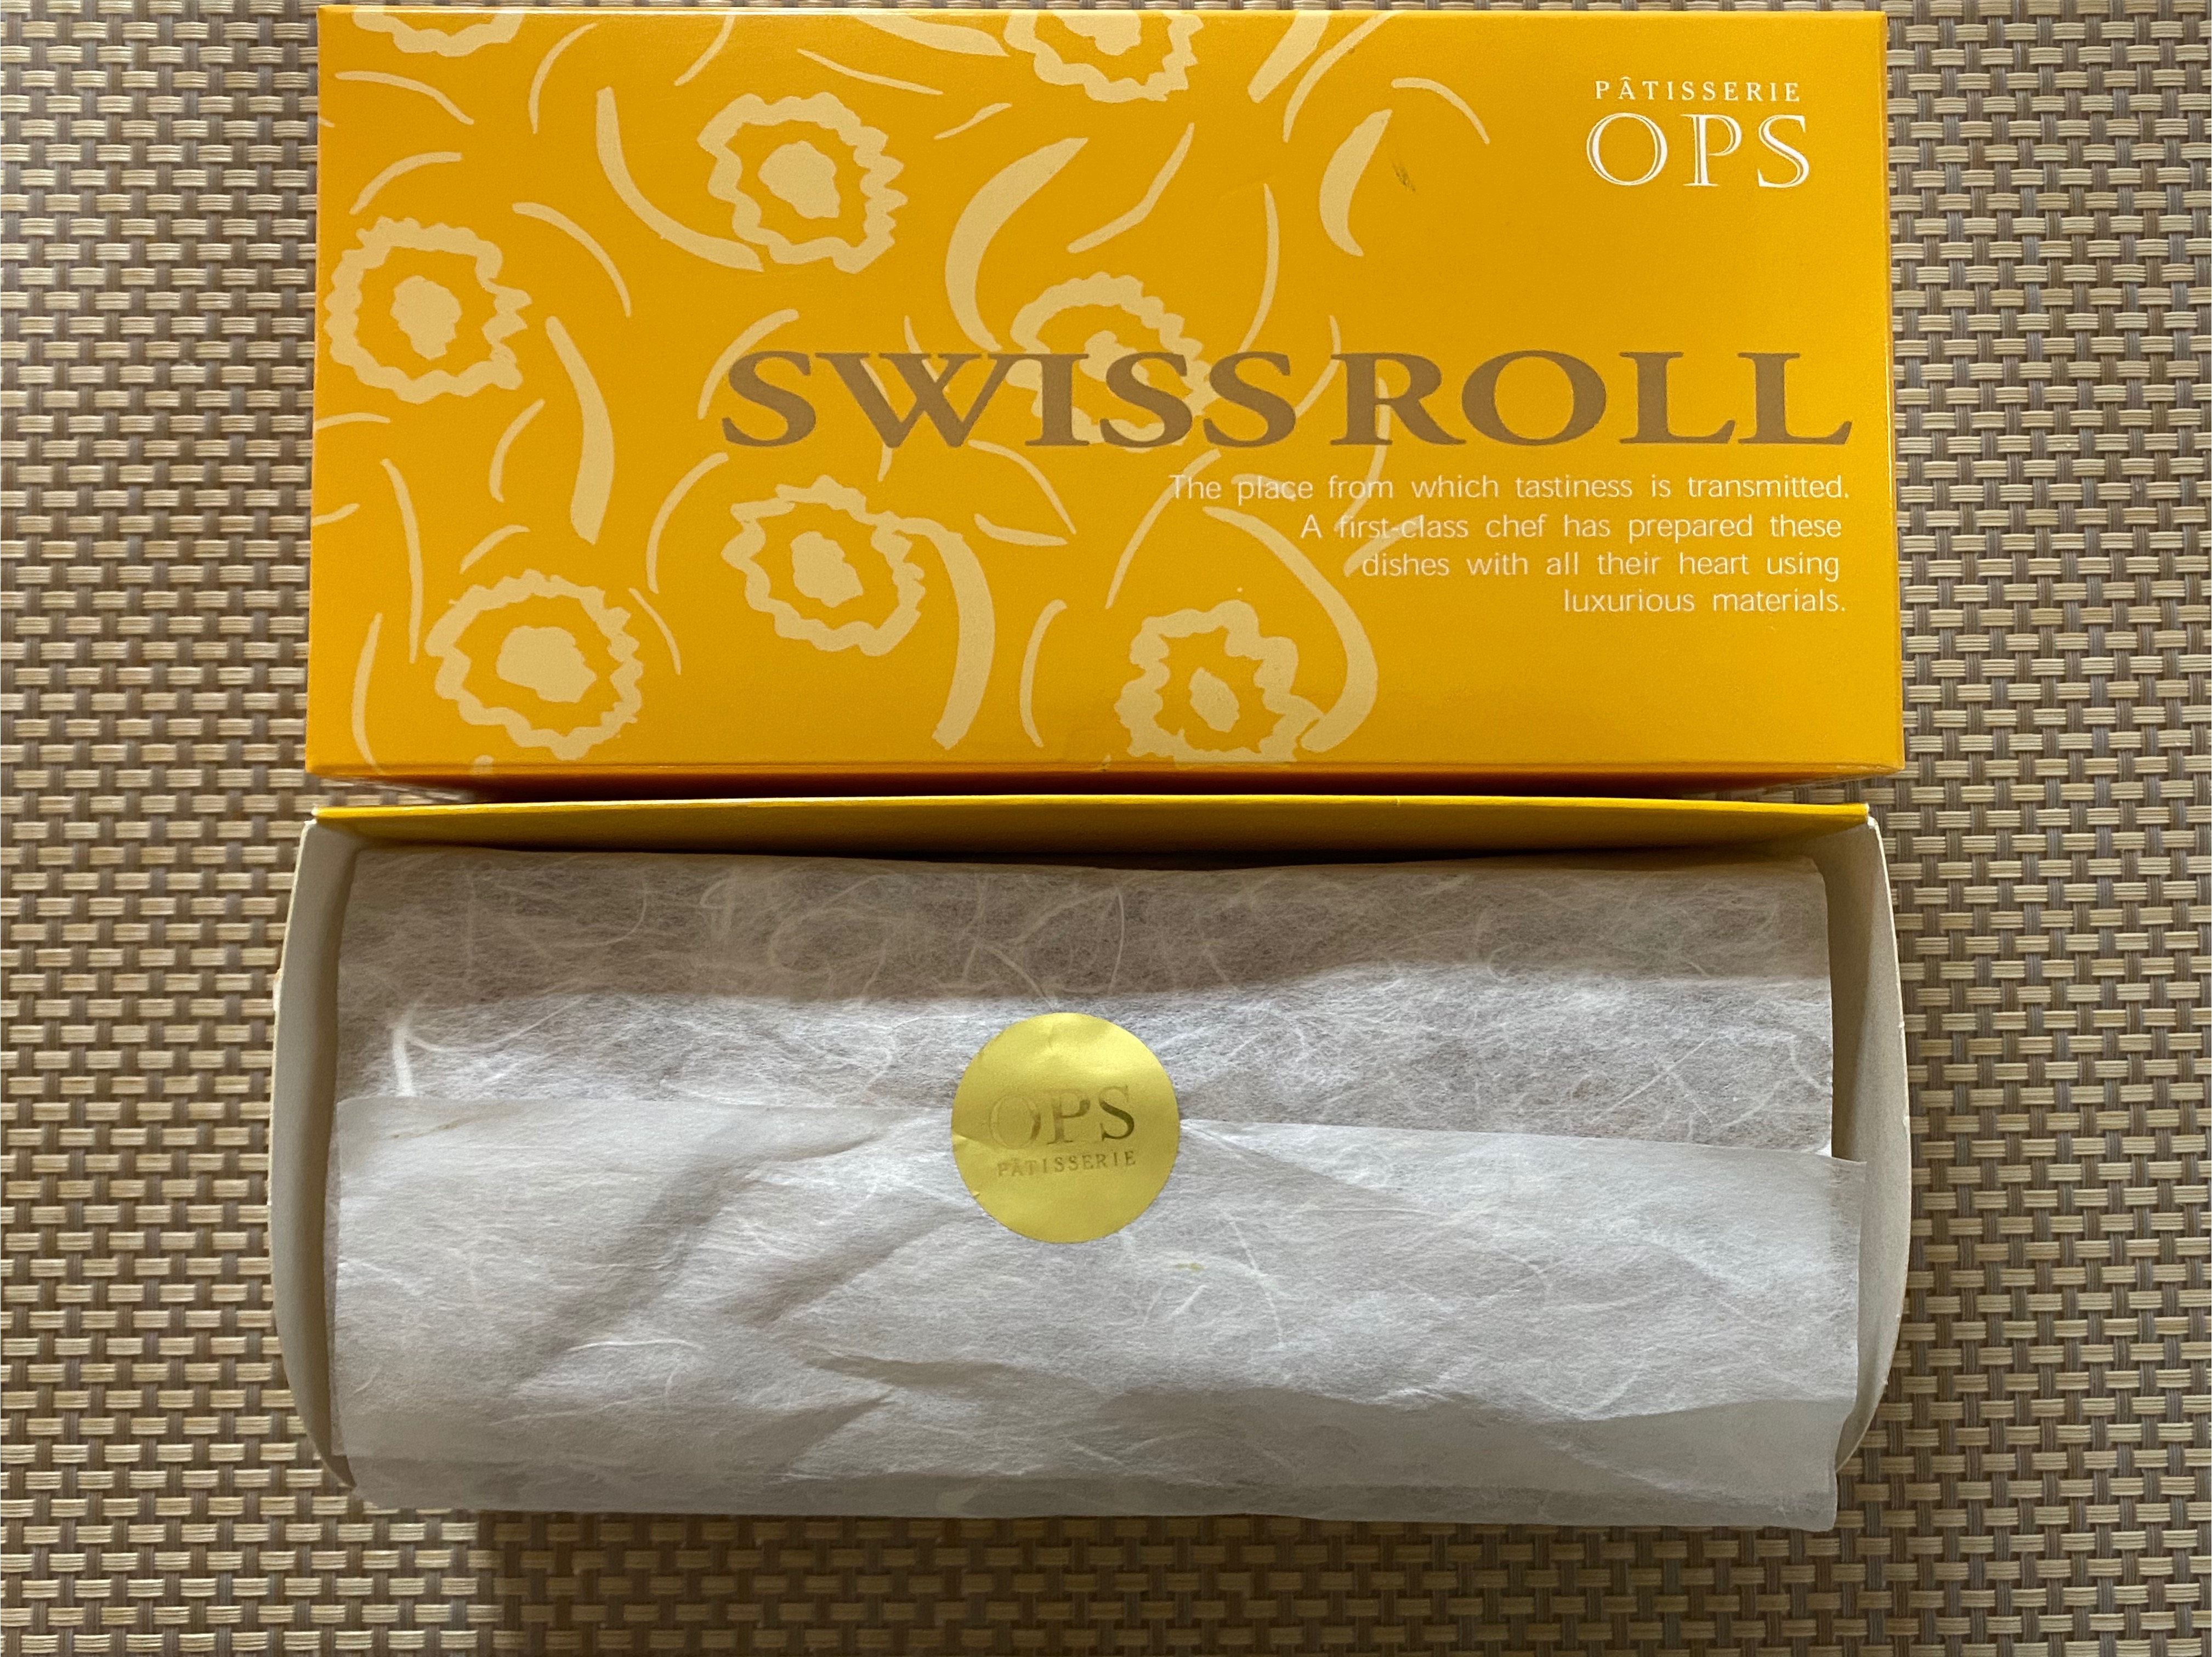 PÂTISSERIE
OPS
SWISS ROLL
The place from which tastiness is transmitted.
A first-class chef has prepared these
dishes with all their heart using
luxurious materials.
OPS
PÂTISSERIE